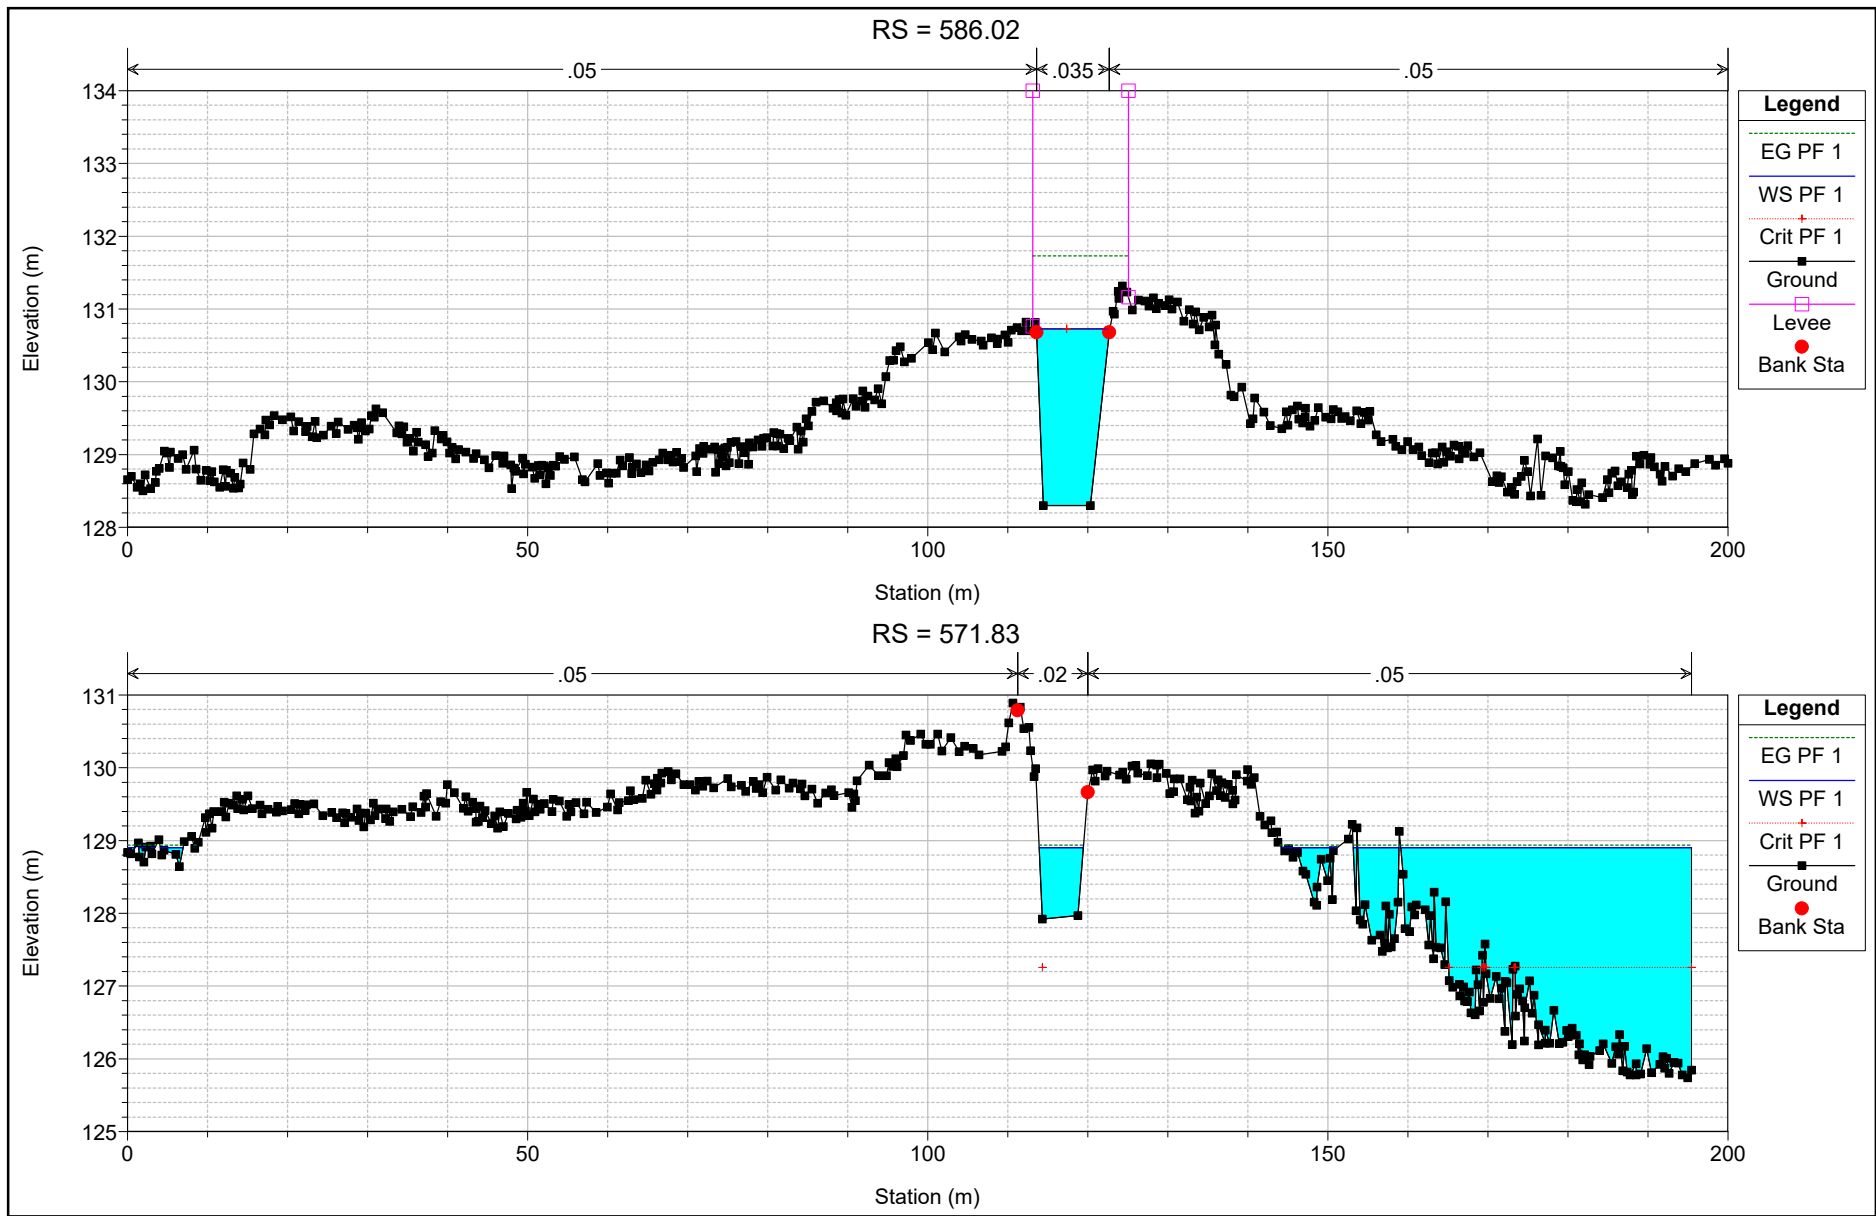 RS = 586.02
.05 .035 .05
134
133
132
131
130
129
128
Elevation (m)
0 50 100 150 200
Station (m)
Legend
EG PF 1
WS PF 1
Crit PF 1
Ground
Levee
Bank Sta
RS = 571.83
.05 .02 .05
131
130
129
128
127
126
125
Elevation (m)
0 50 100 150 200
Station (m)
Legend
EG PF 1
WS PF 1
Crit PF 1
Ground
Bank Sta